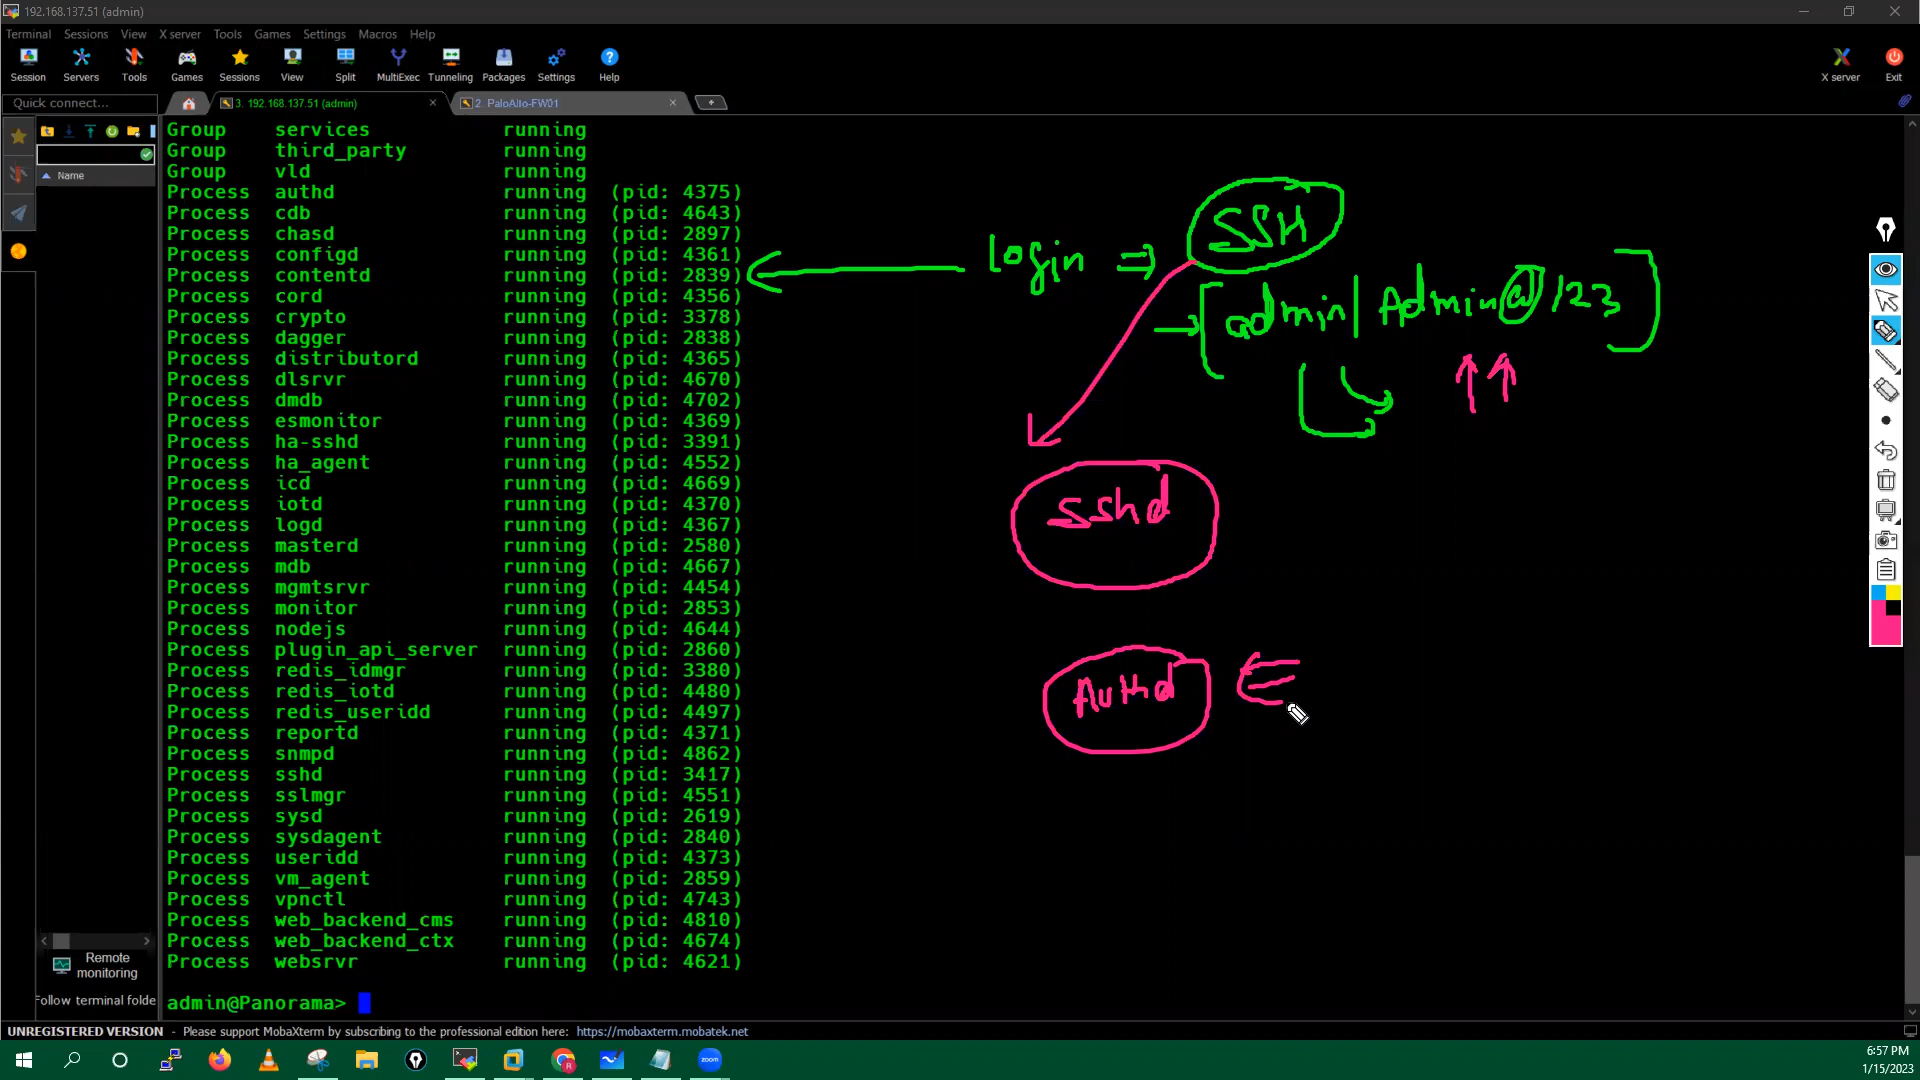 192.168.137.51 (admin)
Terminal Sessions View X server Tools Games Settings Macros Help
Session Servers Tools Games Sessions View Split MultiExec Tunneling Packages Settings Help X server Exit
Quick connect...
3. 192.168.137.51 (admin)
2. PaloAlto-FW01
Name
Group services running
Group third_party running
Group vld running
Process authd running (pid: 4375)
Process cdb running (pid: 4643)
Process chasd running (pid: 2897)
Process configd running (pid: 4361)
Process contentd running (pid: 2839)
Process cord running (pid: 4356)
Process crypto running (pid: 3378)
Process dagger running (pid: 2838)
Process distributord running (pid: 4365)
Process dlsrvr running (pid: 4670)
Process dmdb running (pid: 4702)
Process esmonitor running (pid: 4369)
Process ha-sshd running (pid: 3391)
Process ha_agent running (pid: 4552)
Process icd running (pid: 4669)
Process iotd running (pid: 4370)
Process logd running (pid: 4367)
Process masterd running (pid: 2580)
Process mdb running (pid: 4667)
Process mgmtsrvr running (pid: 4454)
Process monitor running (pid: 2853)
Process nodejs running (pid: 4644)
Process plugin_api_server running (pid: 2860)
Process redis_idmgr running (pid: 3380)
Process redis_iotd running (pid: 4480)
Process redis_useridd running (pid: 4497)
Process reportd running (pid: 4371)
Process snmpd running (pid: 4862)
Process sshd running (pid: 3417)
Process sslmgr running (pid: 4551)
Process sysd running (pid: 2619)
Process sysdagent running (pid: 2840)
Process useridd running (pid: 4373)
Process vm_agent running (pid: 2859)
Process vpnctl running (pid: 4743)
Process web_backend_cms running (pid: 4810)
Process web_backend_ctx running (pid: 4674)
Process websrvr running (pid: 4621)
admin@Panorama>
login ⇒ SSH
[admin| Admin@123]
sshd
Authd
Remote
monitoring
Follow terminal folde
UNREGISTERED VERSION - Please support MobaXterm by subscribing to the professional edition here: https://mobaxterm.mobatek.net
zoom
6:57 PM
1/15/2023